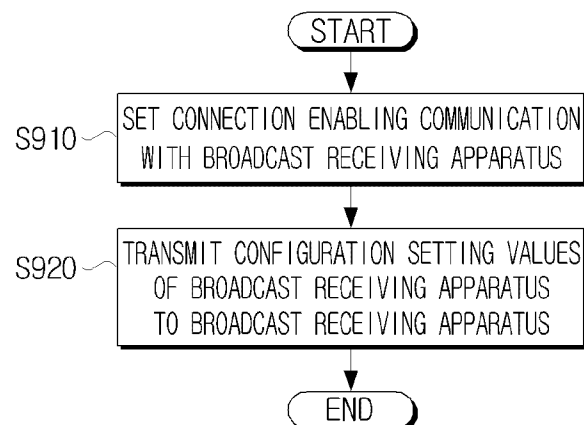 START
S910
SET CONNECTION ENABLING COMMUNICATION
WITH BROADCAST RECEIVING APPARATUS
S920
TRANSMIT CONFIGURATION SETTING VALUES
OF BROADCAST RECEIVING APPARATUS
TO BROADCAST RECEIVING APPARATUS
END